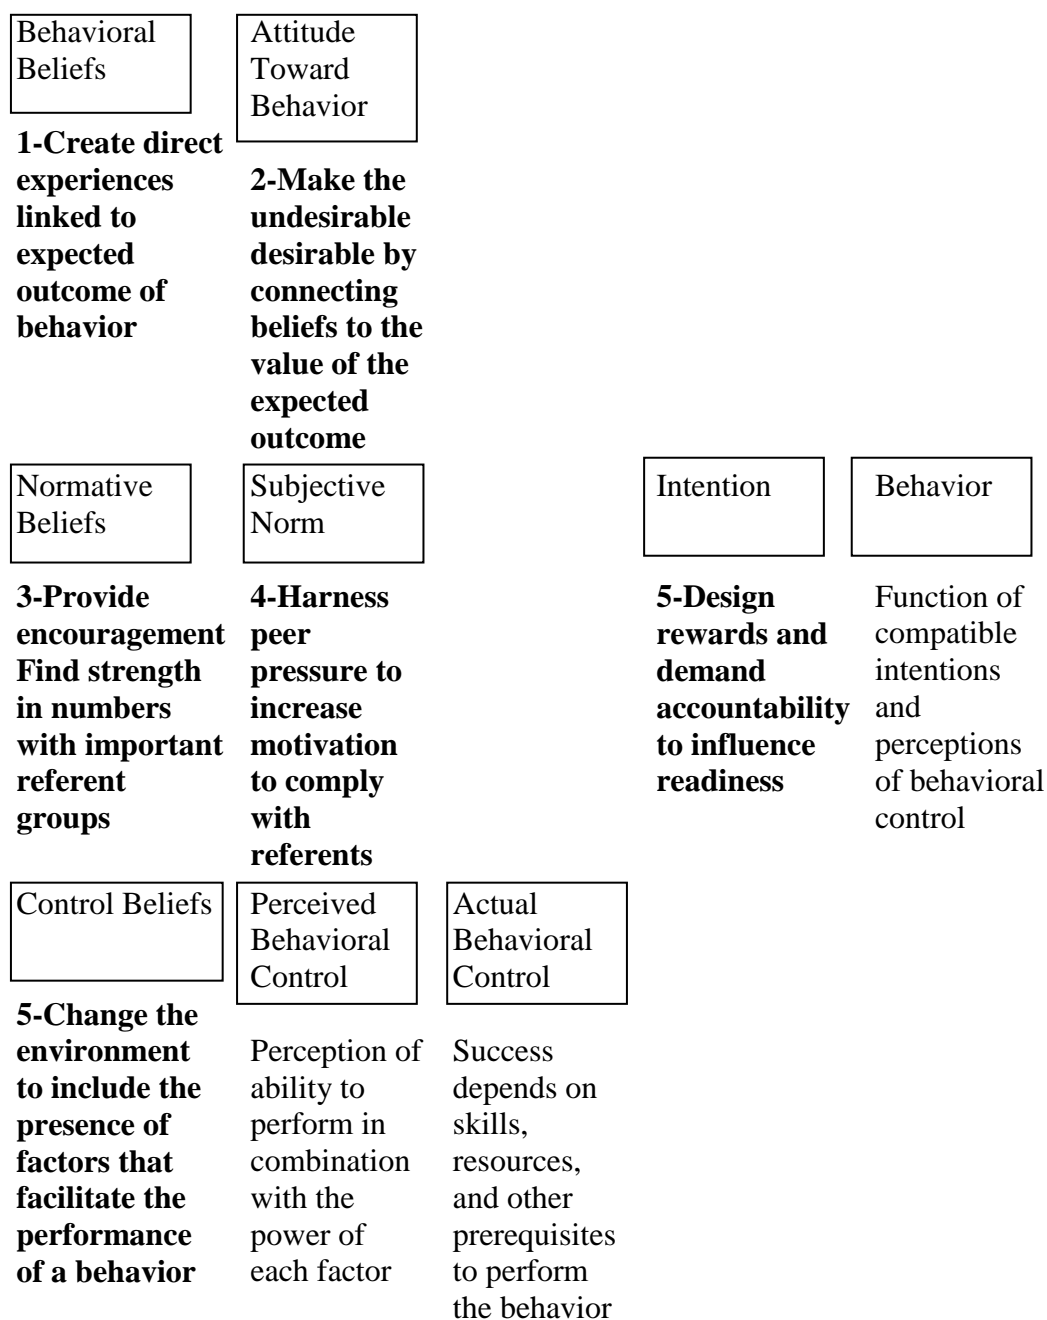 Behavioral
Beliefs
1-Create direct
experiences
linked to
expected
outcome of
behavior
Attitude
Toward
Behavior
2-Make the
undesirable
desirable by
connecting
beliefs to the
value of the
expected
outcome
Normative
Beliefs
3-Provide
encouragement
Find strength
in numbers
with important
referent
groups
Subjective
Norm
4-Harness
peer
pressure to
increase
motivation
to comply
with
referents
Intention
5-Design
rewards and
demand
accountability
to influence
readiness
Behavior
Function of
compatible
intentions
and
perceptions
of behavioral
control
Control Beliefs
5-Change the
environment
to include the
presence of
factors that
facilitate the
performance
of a behavior
Perceived
Behavioral
Control
Perception of
ability to
perform in
combination
with the
power of
each factor
Actual
Behavioral
Control
Success
depends on
skills,
resources,
and other
prerequisites
to perform
the behavior